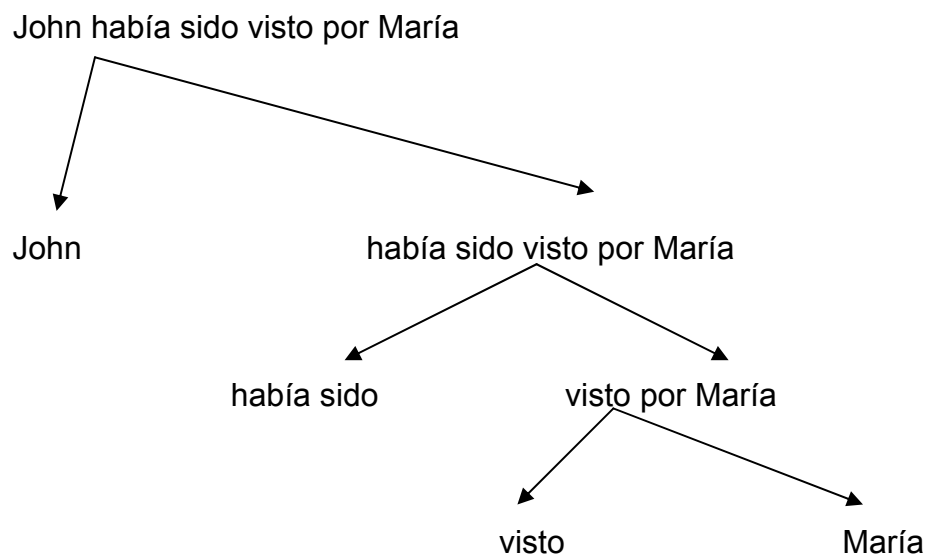 John había sido visto por María
John
había sido visto por María
había sido
visto por María
visto
María